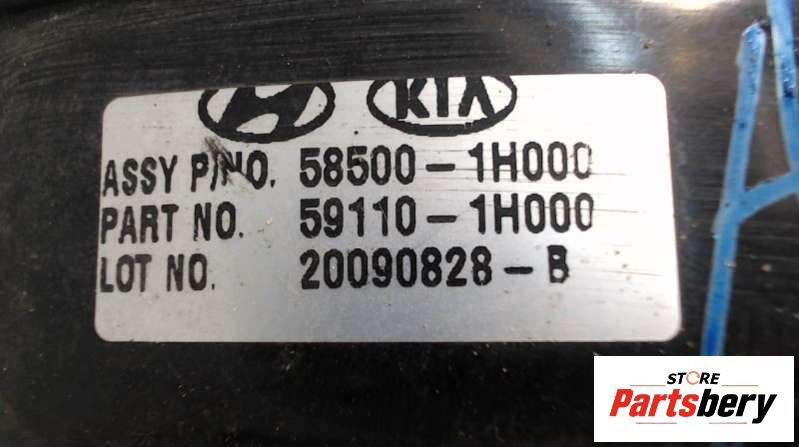 KIA
ASSY P/NO. 58500-1H000
PART NO. 59110-1H000
LOT NO. 20090828-B
STORE
Partsbery